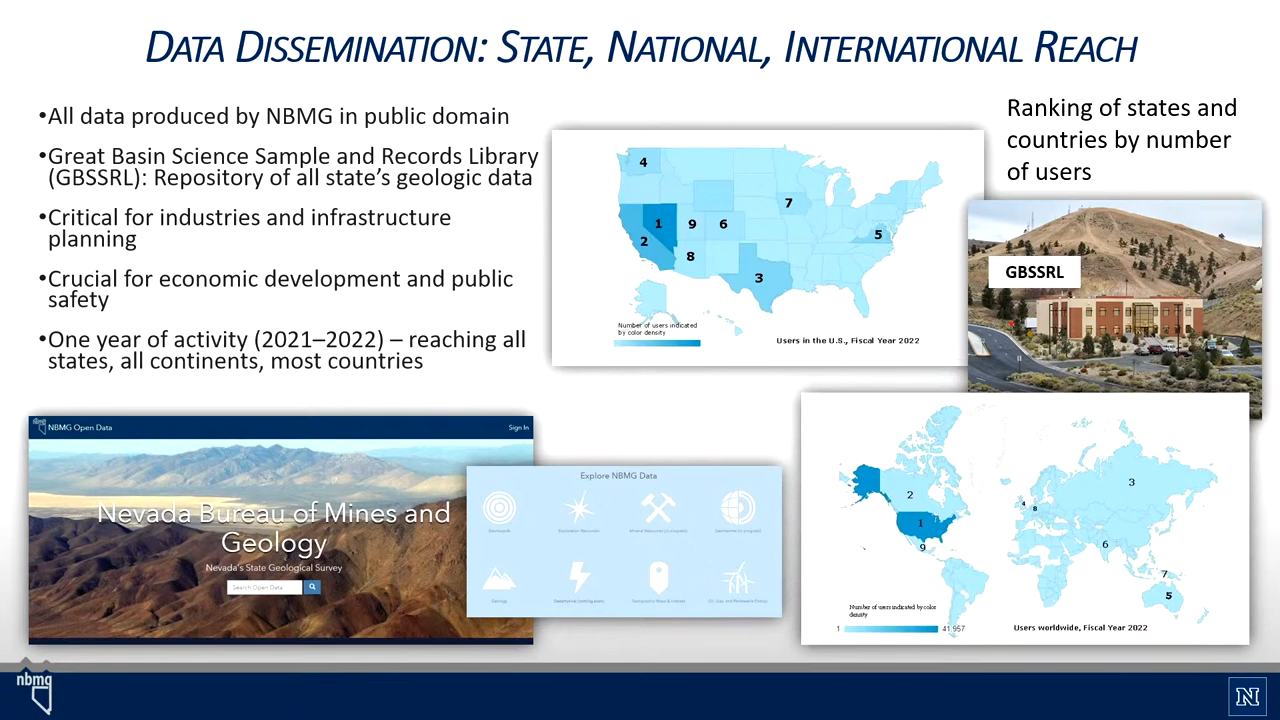 DATA DISSEMINATION: STATE, NATIONAL, INTERNATIONAL REACH
•All data produced by NBMG in public domain
•Great Basin Science Sample and Records Library
(GBSSRL): Repository of all state's geologic data
•Critical for industries and infrastructure
planning
•Crucial for economic development and public
safety
•One year of activity (2021–2022) – reaching all
states, all continents, most countries
Ranking of states and
countries by number
of users
4
7
1
9
6
5
2
8
3
Number of users indicated
by color density
Users in the U.S., Fiscal Year 2022
GBSSRL
nbmg
NBMG Open Data
Sign In
Nevada Bureau of Mines and
Geology
Nevada's State Geological Survey
Search Open Data
Explore NBMG Data
Geology
3
2
4
8
1
6
9
7
5
Number of users indicated by color
density
1
41,957
Users worldwide, Fiscal Year 2022
nbmg
N